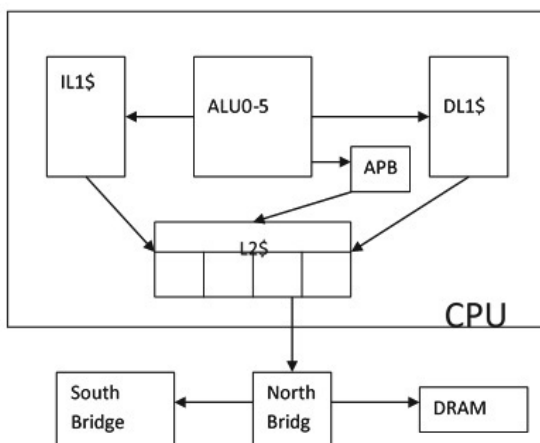 IL1$
ALU0-5
DL1$
APB
L2$
CPU
South
Bridge
North
Bridg
DRAM